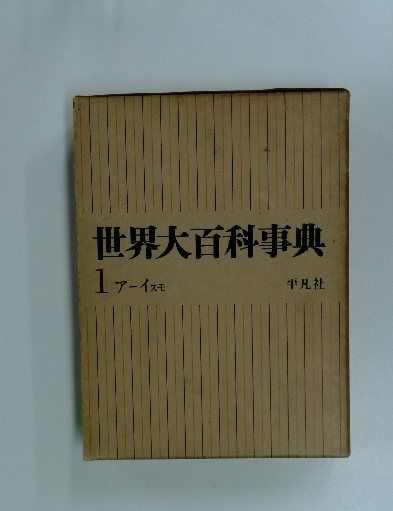 世界大百科事典
1 アーイスモ
平凡社